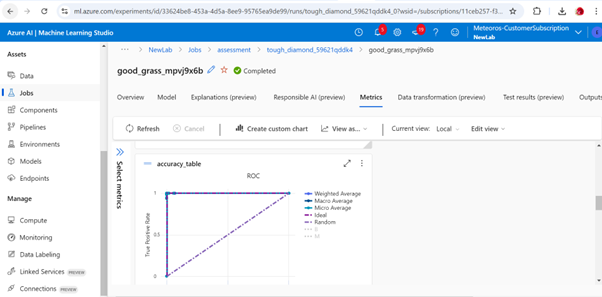 ml.azure.com/experiments/id/33624be8-453a-4d5a-8ee9-95765ea9de99/runs/tough_diamond_59621qddk4_0?wsid=/subscriptions/11ceb257-f3...
Azure AI | Machine Learning Studio
Meteoros-CustomerSubscription
NewLab
Assets
Data
Jobs
Components
Pipelines
Environments
Models
Endpoints
Manage
Compute
Monitoring
Data Labeling
Linked Services PREVIEW
Connections PREVIEW
... > NewLab > Jobs > assessment > tough_diamond_59621qddk4 > good_grass_mpvj9x6b
good_grass_mpvj9x6b Completed
Overview Model Explanations (preview) Responsible AI (preview) Metrics Data transformation (preview) Test results (preview) Outputs
Refresh Cancel Create custom chart View as... Current view: Local Edit view
Select metrics
accuracy_table
ROC
True Positive Rate
1
0.5
0
Weighted Average
Macro Average
Micro Average
Ideal
Random
B
M